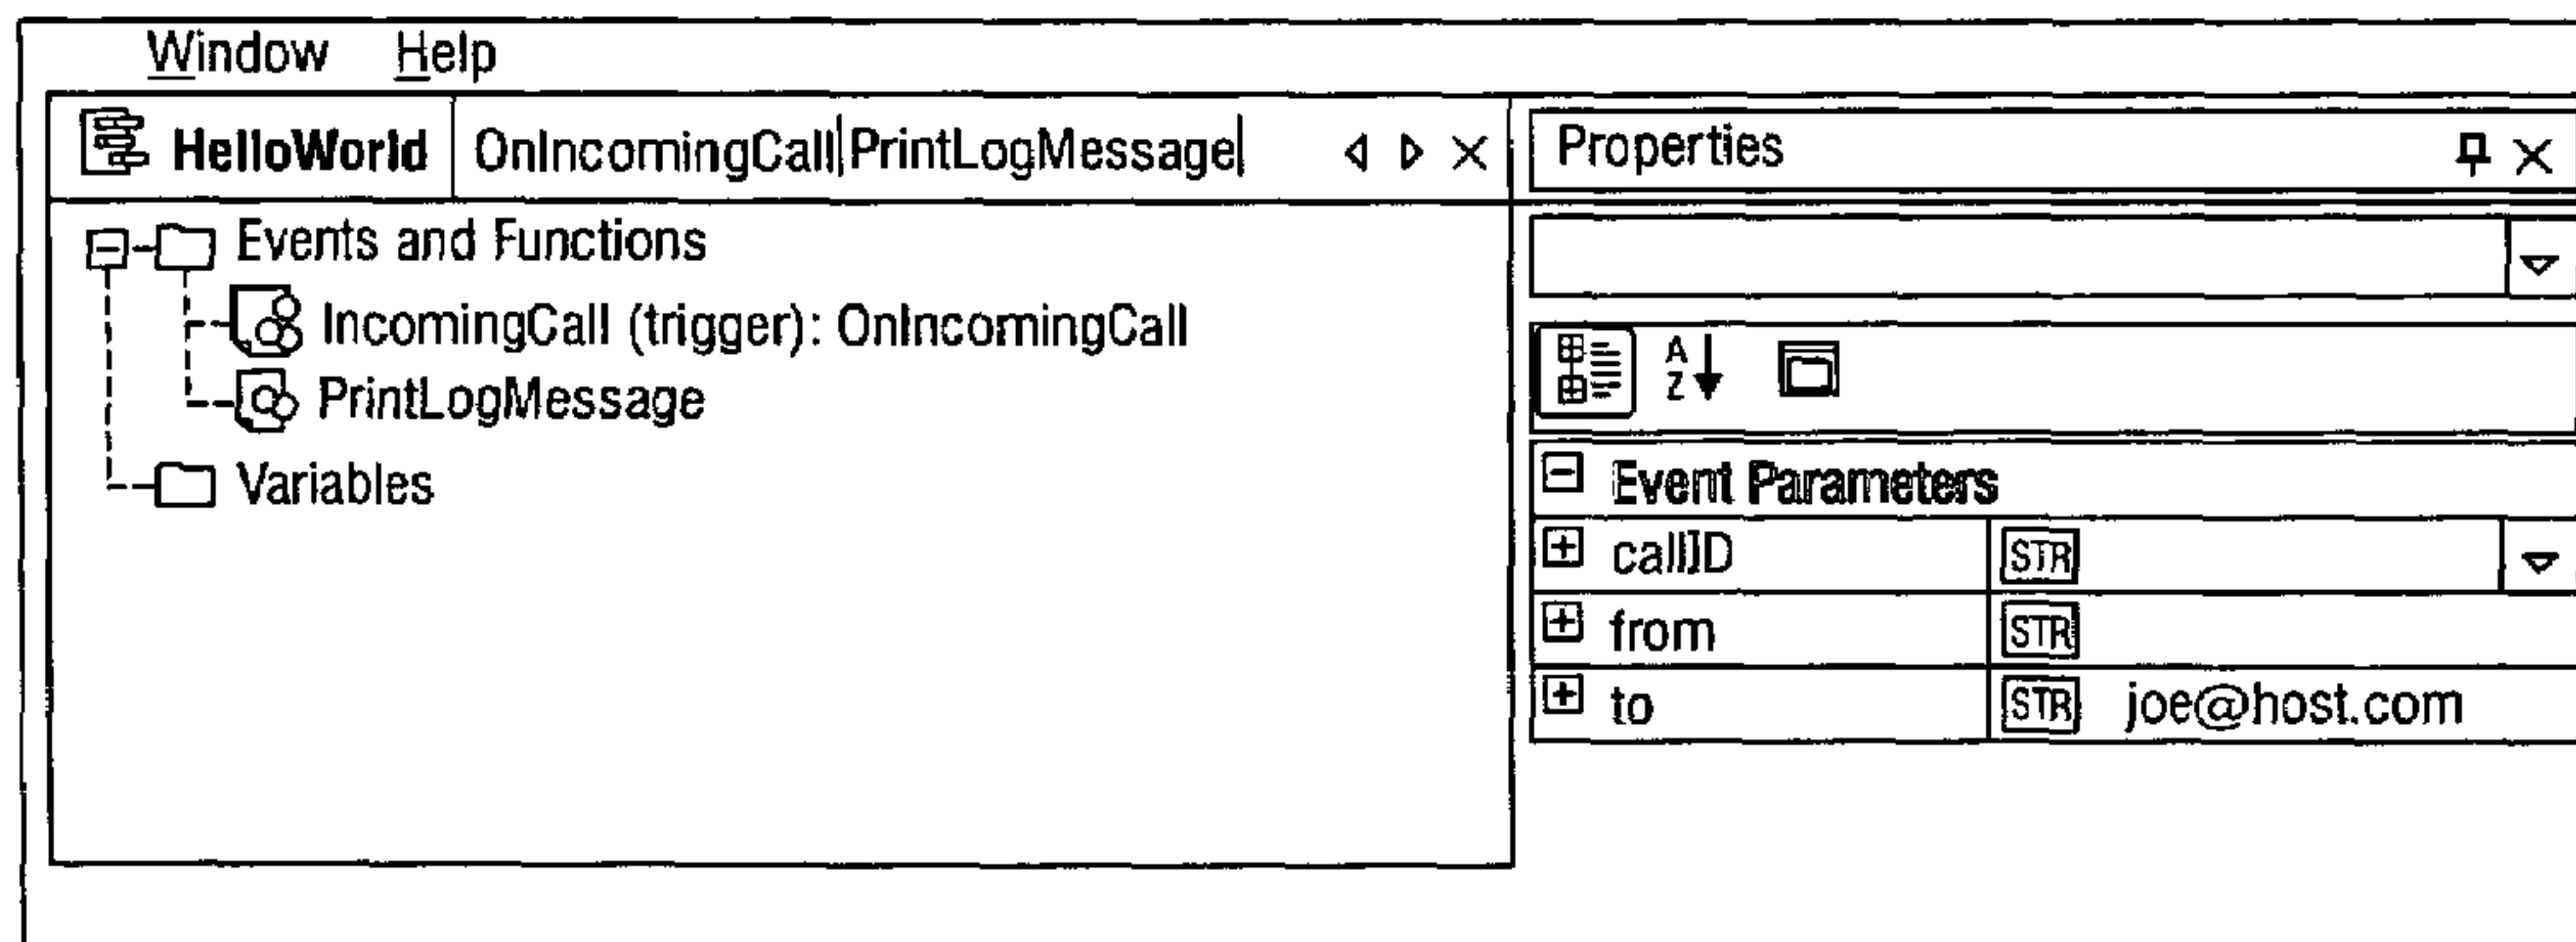 Window Help
HelloWorld OnIncomingCall PrintLogMessage
Events and Functions
IncomingCall (trigger): OnIncomingCall
PrintLogMessage
Variables
Properties
A
Z
Event Parameters
callID STR
from STR
to STR joe@host.com